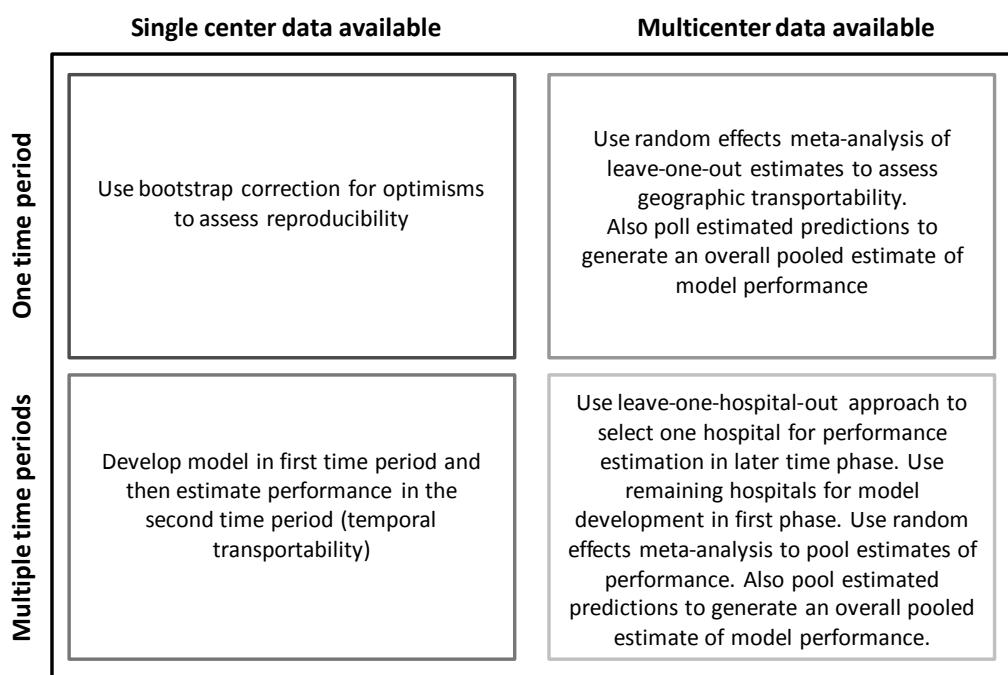 Single center data available
Multicenter data available
One time period
Use bootstrap correction for optimisms
to assess reproducibility
Use random effects meta-analysis of
leave-one-out estimates to assess
geographic transportability.
Also poll estimated predictions to
generate an overall pooled estimate of
model performance
Multiple time periods
Develop model in first time period and
then estimate performance in the
second time period (temporal
transportability)
Use leave-one-hospital-out approach to
select one hospital for performance
estimation in later time phase. Use
remaining hospitals for model
development in first phase. Use random
effects meta-analysis to pool estimates of
performance. Also pool estimated
predictions to generate an overall pooled
estimate of model performance.